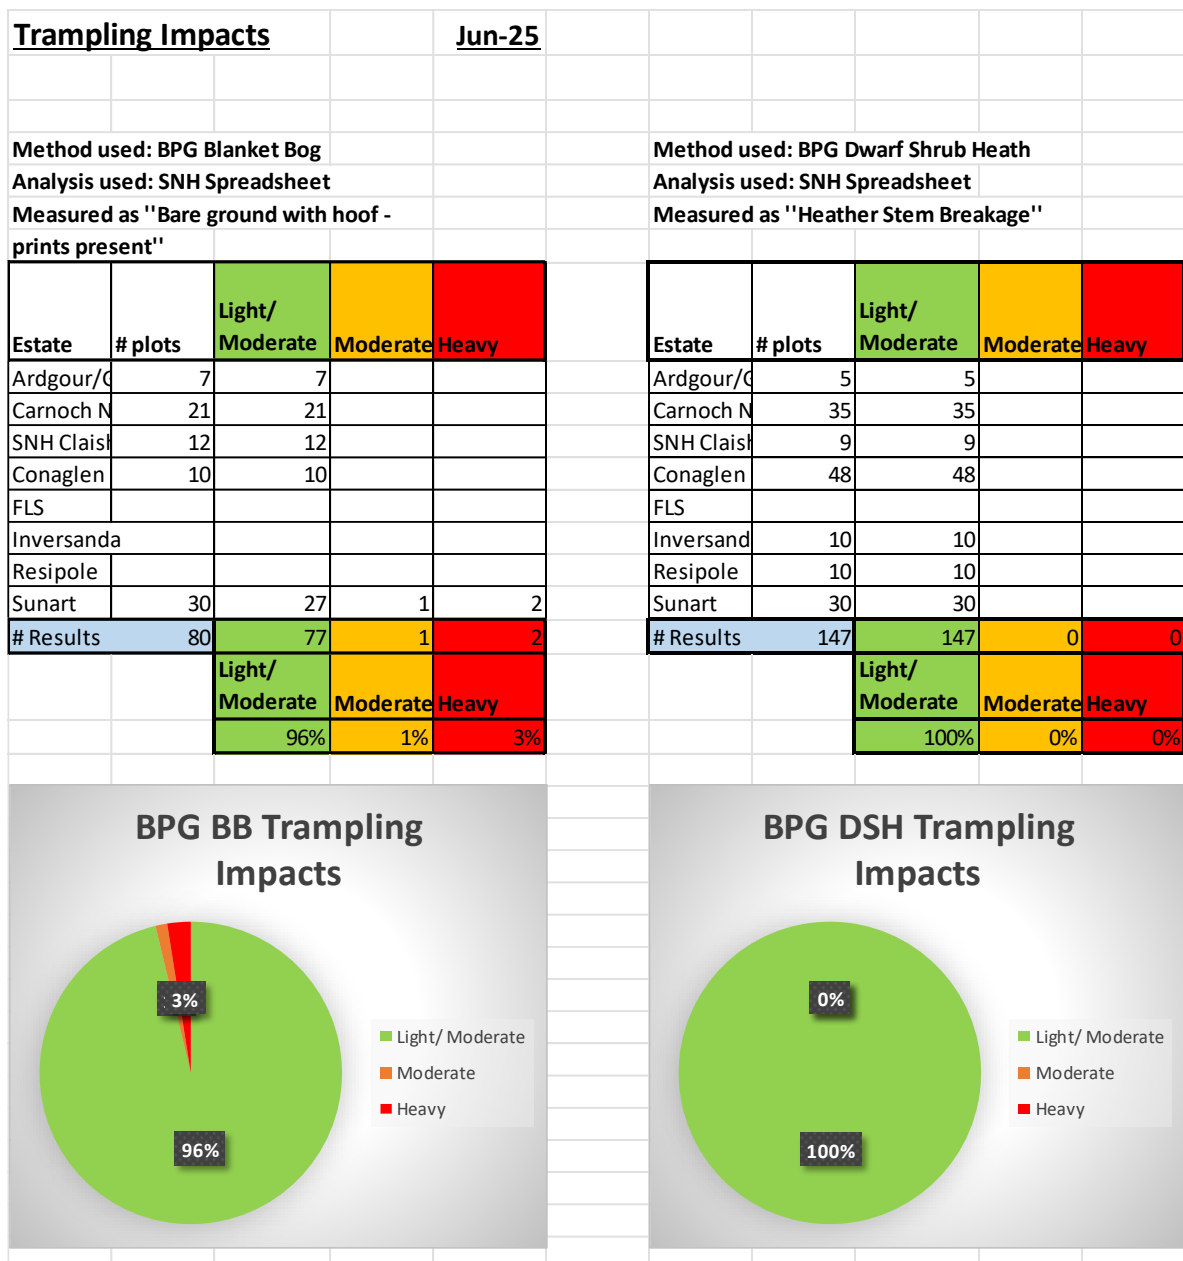 Trampling Impacts Jun-25
Method used: BPG Blanket Bog
Analysis used: SNH Spreadsheet
Measured as ''Bare ground with hoof -
prints present''
Estate # plots Light/ Moderate Moderate Heavy
Ardgour/G 7 7
Carnoch N 21 21
SNH Claish 12 12
Conaglen 10 10
FLS
Inversanda
Resipole
Sunart 30 27 1 2
# Results 80 77 1 2
Light/ Moderate Moderate Heavy
96% 1% 3%
Method used: BPG Dwarf Shrub Heath
Analysis used: SNH Spreadsheet
Measured as ''Heather Stem Breakage''
Estate # plots Light/ Moderate Moderate Heavy
Ardgour/G 5 5
Carnoch N 35 35
SNH Claish 9 9
Conaglen 48 48
FLS
Inversand 10 10
Resipole 10 10
Sunart 30 30
# Results 147 147 0 0
Light/ Moderate Moderate Heavy
100% 0% 0%
BPG BB Trampling
Impacts
3%
96%
Light/ Moderate
Moderate
Heavy
BPG DSH Trampling
Impacts
0%
100%
Light/ Moderate
Moderate
Heavy